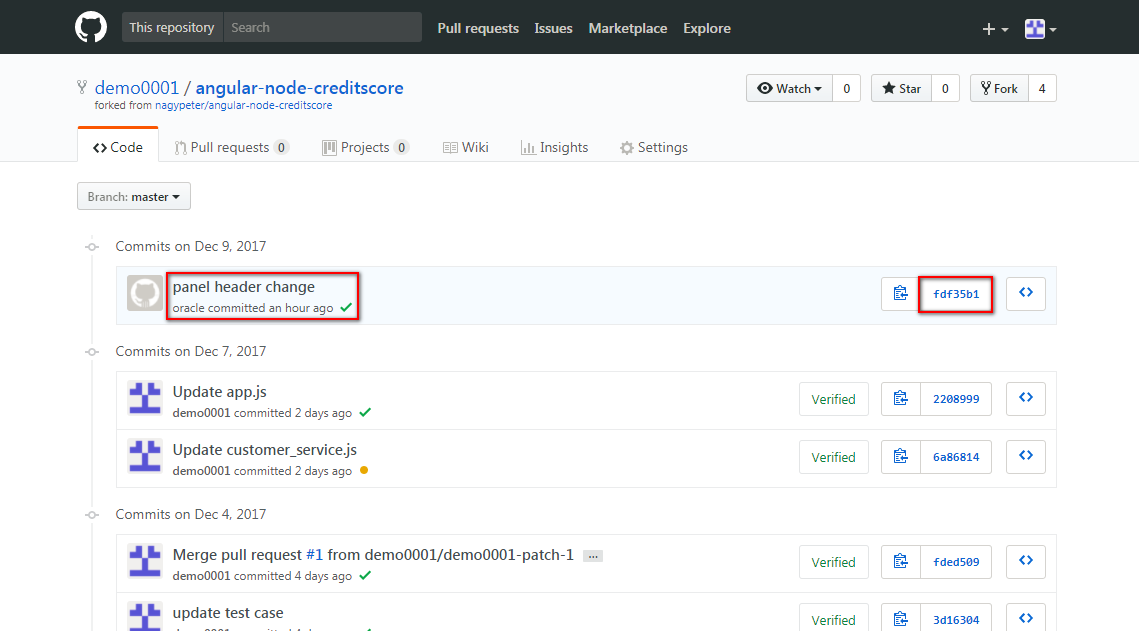 This repository Search Pull requests Issues Marketplace Explore
demo0001 / angular-node-creditscore Watch 0 Star 0 Fork 4
forked from nagypeter/angular-node-creditscore
Code Pull requests 0 Projects 0 Wiki Insights Settings
Branch: master
Commits on Dec 9, 2017
panel header change
oracle committed an hour ago
fdf35b1
Commits on Dec 7, 2017
Update app.js
demo0001 committed 2 days ago
Verified 2208999
Update customer_service.js
demo0001 committed 2 days ago
Verified 6a86814
Commits on Dec 4, 2017
Merge pull request #1 from demo0001/demo0001-patch-1 …
demo0001 committed 4 days ago
Verified fded509
update test case
Verified 3d16304